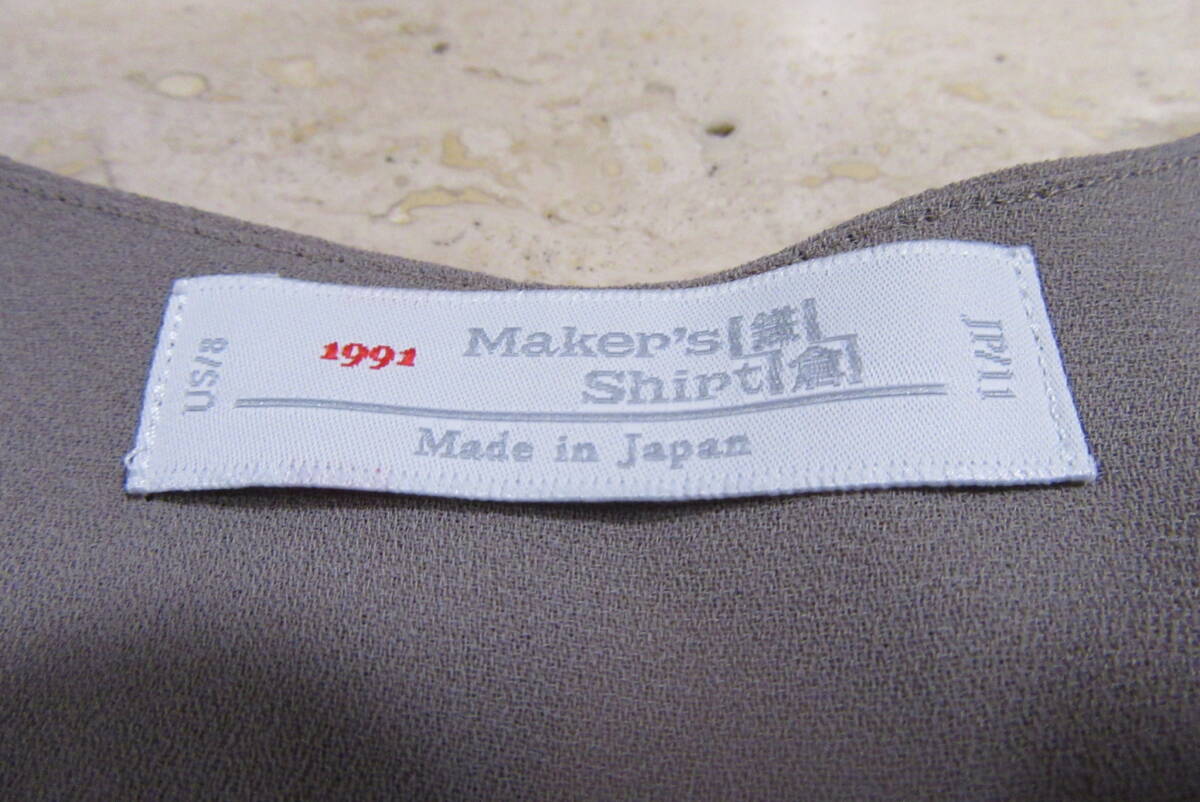 US/8
1991
Maker's【鎌】
Shirt【倉】
Made in Japan
JP/11